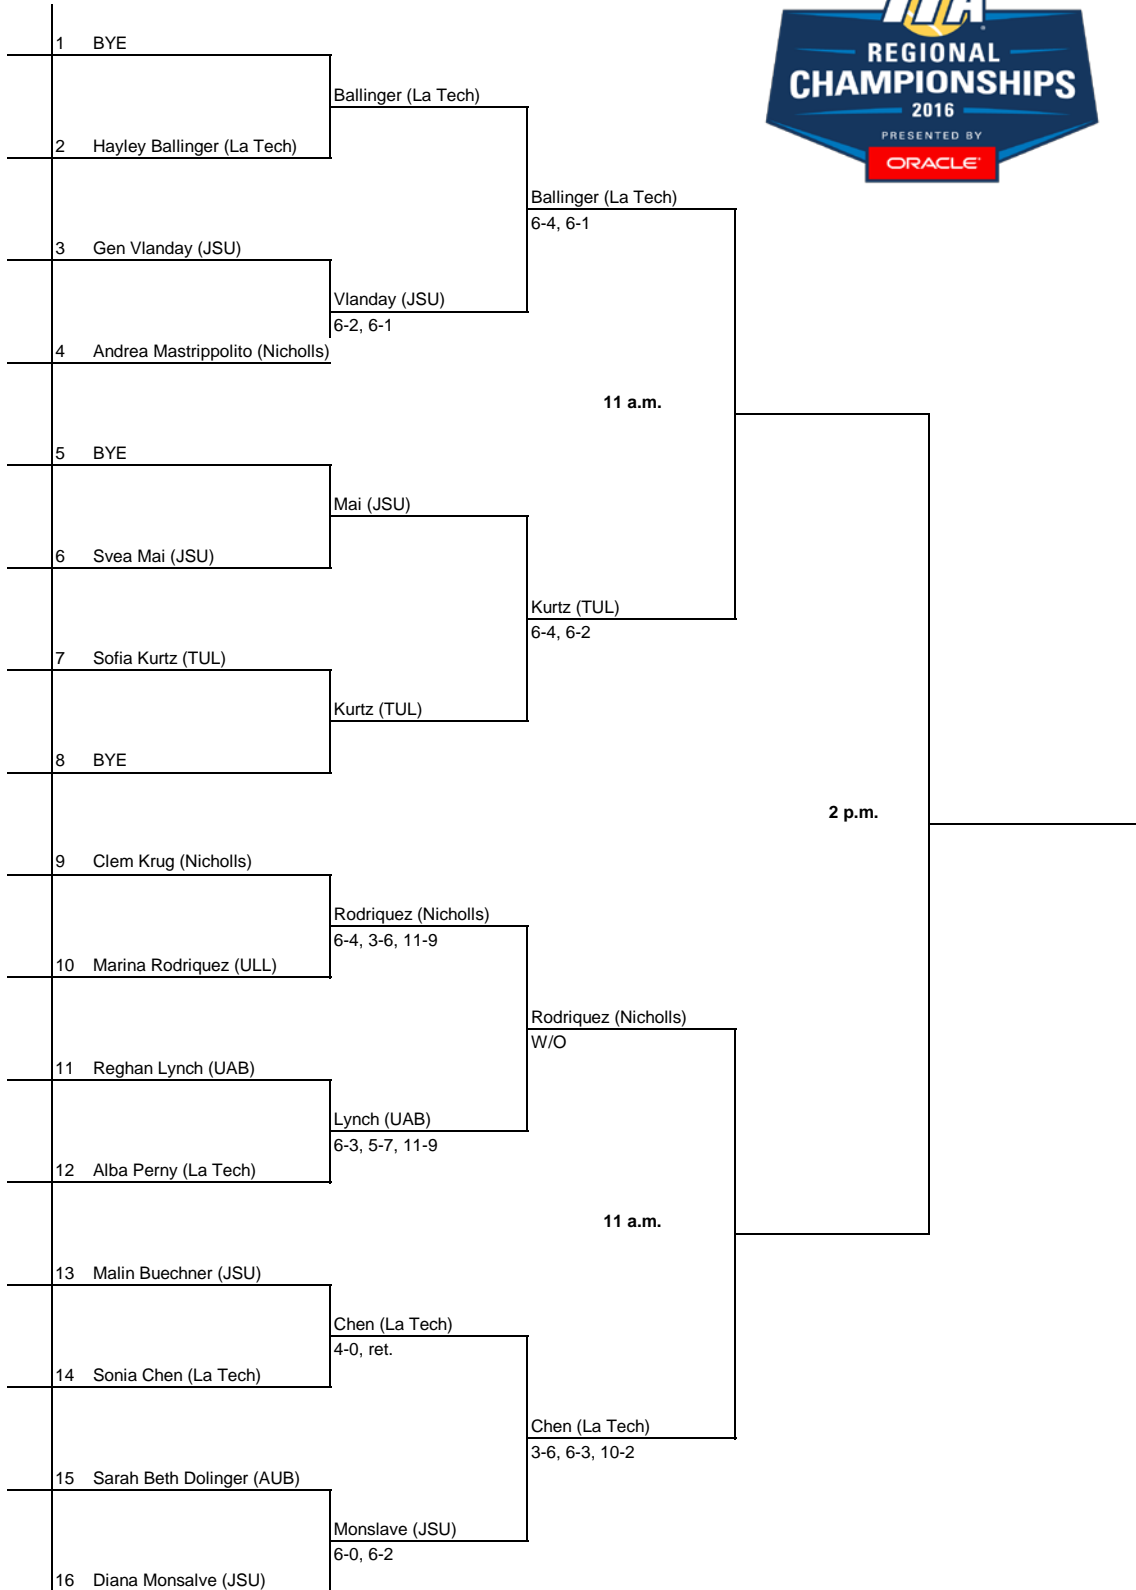 ITA
REGIONAL
CHAMPIONSHIPS
2016
PRESENTED BY
ORACLE
1 BYE
Ballinger (La Tech)
2 Hayley Ballinger (La Tech)
Ballinger (La Tech)
6-4, 6-1
3 Gen Vlanday (JSU)
Vlanday (JSU)
6-2, 6-1
4 Andrea Mastrippolito (Nicholls)
11 a.m.
5 BYE
Mai (JSU)
6 Svea Mai (JSU)
Kurtz (TUL)
6-4, 6-2
7 Sofia Kurtz (TUL)
Kurtz (TUL)
8 BYE
2 p.m.
9 Clem Krug (Nicholls)
Rodriquez (Nicholls)
6-4, 3-6, 11-9
10 Marina Rodriquez (ULL)
Rodriquez (Nicholls)
W/O
11 Reghan Lynch (UAB)
Lynch (UAB)
6-3, 5-7, 11-9
12 Alba Perny (La Tech)
11 a.m.
13 Malin Buechner (JSU)
Chen (La Tech)
4-0, ret.
14 Sonia Chen (La Tech)
Chen (La Tech)
3-6, 6-3, 10-2
15 Sarah Beth Dolinger (AUB)
Monslave (JSU)
6-0, 6-2
16 Diana Monsalve (JSU)